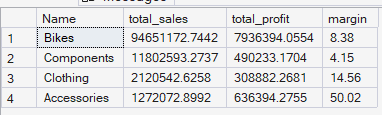 Name total_sales total_profit margin
1 Bikes 94651172.7442 7936394.0554 8.38
2 Components 11802593.2737 490233.1704 4.15
3 Clothing 2120542.6258 308882.2681 14.56
4 Accessories 1272072.8992 636394.2755 50.02